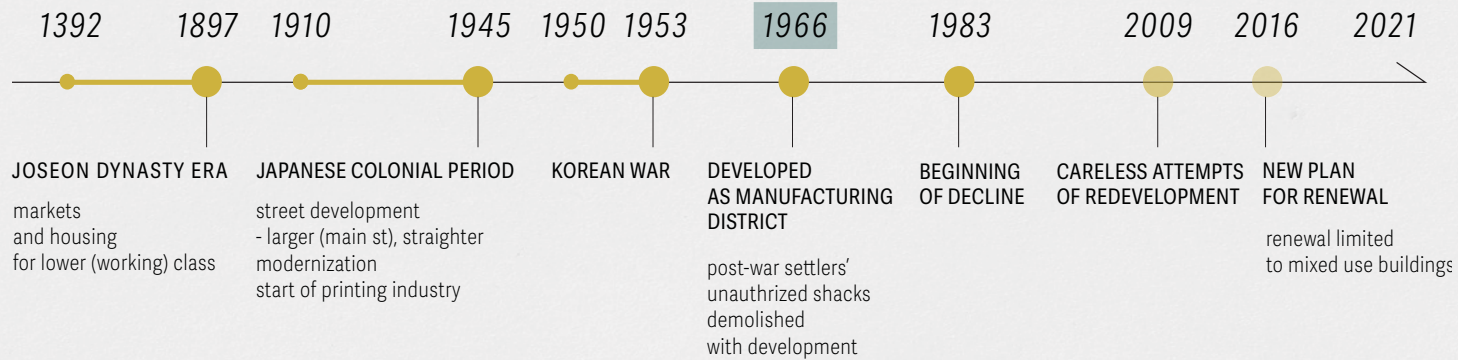 1392 1897 1910 1945 1950 1953 1966 1983 2009 2016 2021
JOSEON DYNASTY ERA
markets
and housing
for lower (working) class
JAPANESE COLONIAL PERIOD
street development
- larger (main st), straighter
modernization
start of printing industry
KOREAN WAR
DEVELOPED
AS MANUFACTURING
DISTRICT
post-war settlers’
unauthrized shacks
demolished
with development
BEGINNING
OF DECLINE
CARELESS ATTEMPTS
OF REDEVELOPMENT
NEW PLAN
FOR RENEWAL
renewal limited
to mixed use buildings